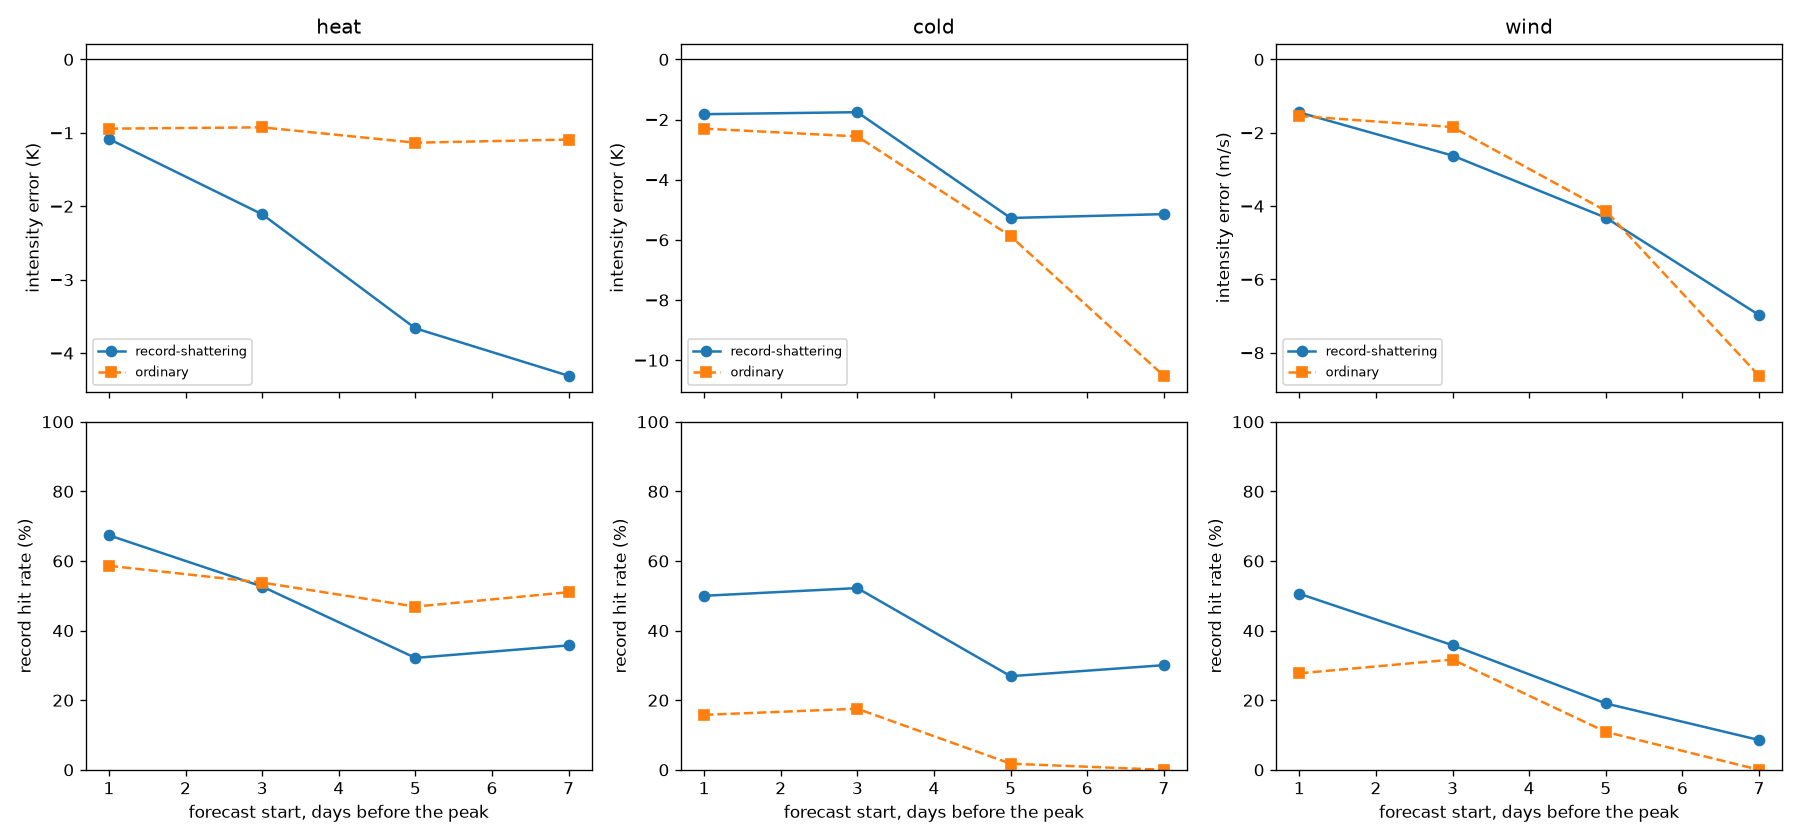 heat
intensity error (K)
0
−1
−2
−3
−4
record-shattering
ordinary
cold
intensity error (K)
0
−2
−4
−6
−8
−10
record-shattering
ordinary
wind
intensity error (m/s)
0
−2
−4
−6
−8
record-shattering
ordinary
record hit rate (%)
100
80
60
40
20
0
1 2 3 4 5 6 7
forecast start, days before the peak
record hit rate (%)
100
80
60
40
20
0
1 2 3 4 5 6 7
forecast start, days before the peak
record hit rate (%)
100
80
60
40
20
0
1 2 3 4 5 6 7
forecast start, days before the peak